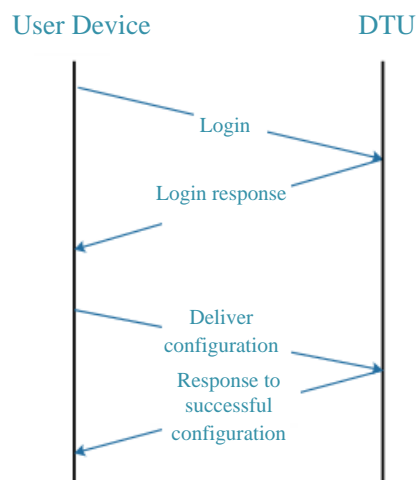 User Device DTU
Login
Login response
Deliver
configuration
Response to
successful
configuration